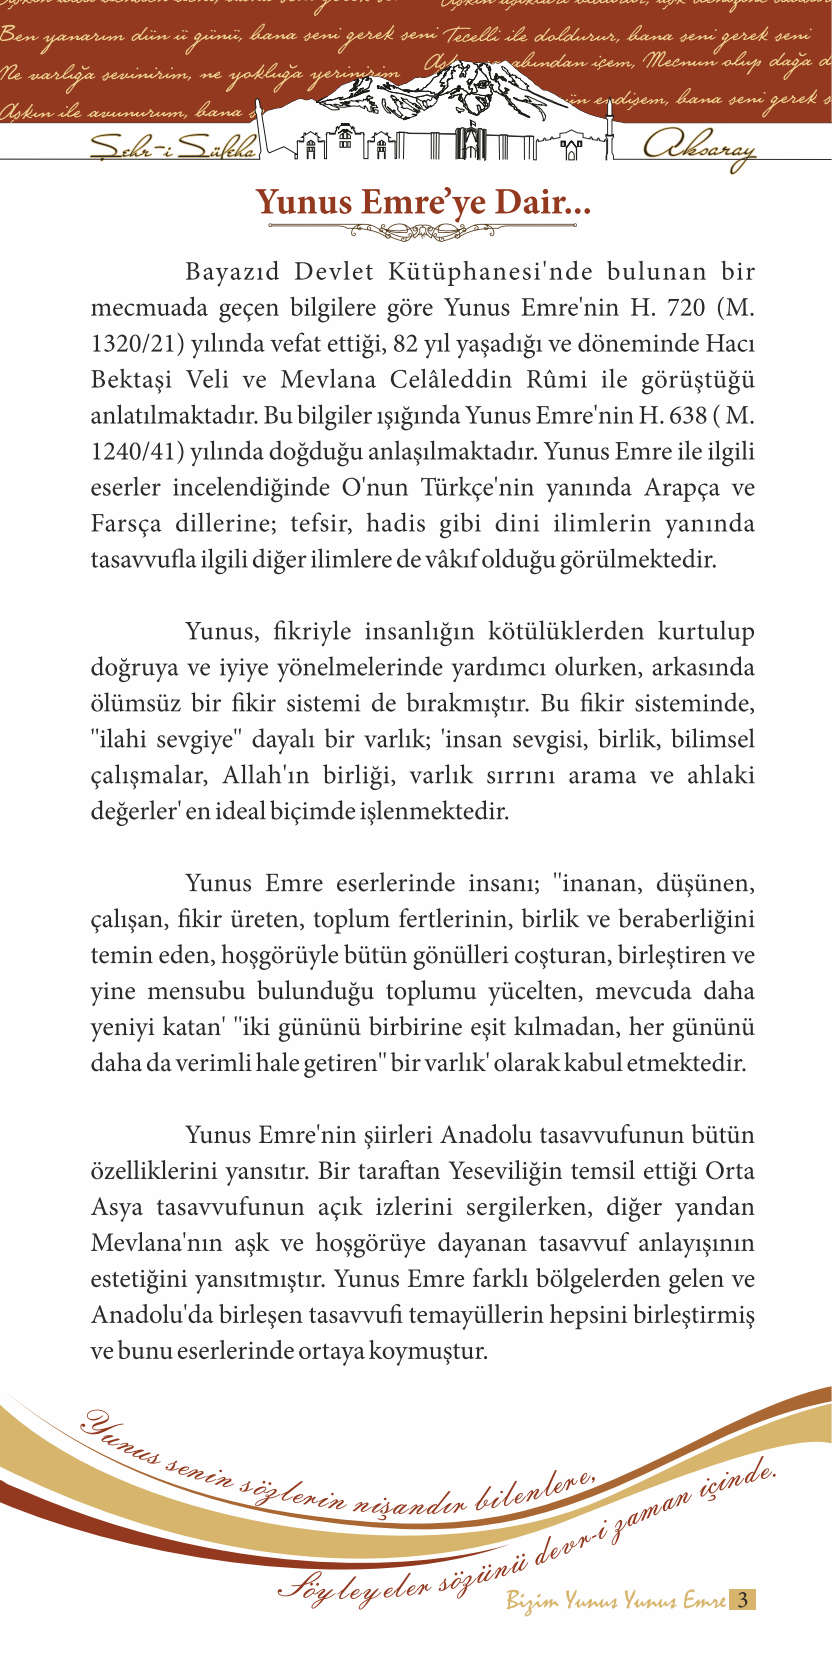 Ben yanarım dün ü günü, bana seni gerek seni Tecelli ile doldurur, bana seni gerek seni
Ne varlığa sevinirim, ne yokluğa yerinirim
içem, Mecnun olup dağa
Aşkın ile avunurum, bana
endişem, bana seni gerek
Şehr-i Süleha Aksaray
Yunus Emre’ye Dair...
Bayazıd Devlet Kütüphanesi'nde bulunan bir
mecmuada geçen bilgilere göre Yunus Emre'nin H. 720 (M.
1320/21) yılında vefat ettiği, 82 yıl yaşadığı ve döneminde Hacı
Bektaşi Veli ve Mevlana Celâleddin Rûmi ile görüştüğü
anlatılmaktadır. Bu bilgiler ışığında Yunus Emre'nin H. 638 ( M.
1240/41) yılında doğduğu anlaşılmaktadır. Yunus Emre ile ilgili
eserler incelendiğinde O'nun Türkçe'nin yanında Arapça ve
Farsça dillerine; tefsir, hadis gibi dini ilimlerin yanında
tasavvufla ilgili diğer ilimlere de vâkıf olduğu görülmektedir.
Yunus, fikriyle insanlığın kötülüklerden kurtulup
doğruya ve iyiye yönelmelerinde yardımcı olurken, arkasında
ölümsüz bir fikir sistemi de bırakmıştır. Bu fikir sisteminde,
"ilahi sevgiye" dayalı bir varlık; 'insan sevgisi, birlik, bilimsel
çalışmalar, Allah'ın birliği, varlık sırrını arama ve ahlaki
değerler' en ideal biçimde işlenmektedir.
Yunus Emre eserlerinde insanı; "inanan, düşünen,
çalışan, fikir üreten, toplum fertlerinin, birlik ve beraberliğini
temin eden, hoşgörüyle bütün gönülleri coşturan, birleştiren ve
yine mensubu bulunduğu toplumu yücelten, mevcuda daha
yeniyi katan' "iki gününü birbirine eşit kılmadan, her gününü
daha da verimli hale getiren" bir varlık' olarak kabul etmektedir.
Yunus Emre'nin şiirleri Anadolu tasavvufunun bütün
özelliklerini yansıtır. Bir taraftan Yeseviliğin temsil ettiği Orta
Asya tasavvufunun açık izlerini sergilerken, diğer yandan
Mevlana'nın aşk ve hoşgörüye dayanan tasavvuf anlayışının
estetiğini yansıtmıştır. Yunus Emre farklı bölgelerden gelen ve
Anadolu'da birleşen tasavvufi temayüllerin hepsini birleştirmiş
ve bunu eserlerinde ortaya koymuştur.
Yunus senin sözlerin nişandır bilenlere,
Söyleyeler sözünü devr-i zaman içinde.
Bizim Yunus Yunus Emre 3